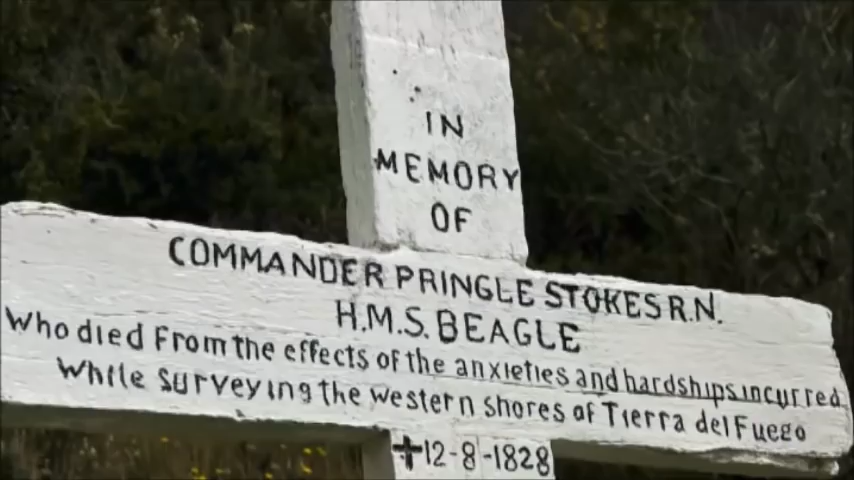 IN
MEMORY
OF
COMMANDER PRINGLE STOKES R.N.
H.M.S. BEAGLE
Who died From the effects of the anxieties and hardships incurred
While surveying the western shores of Tierra del Fuego
✝12-8-1828